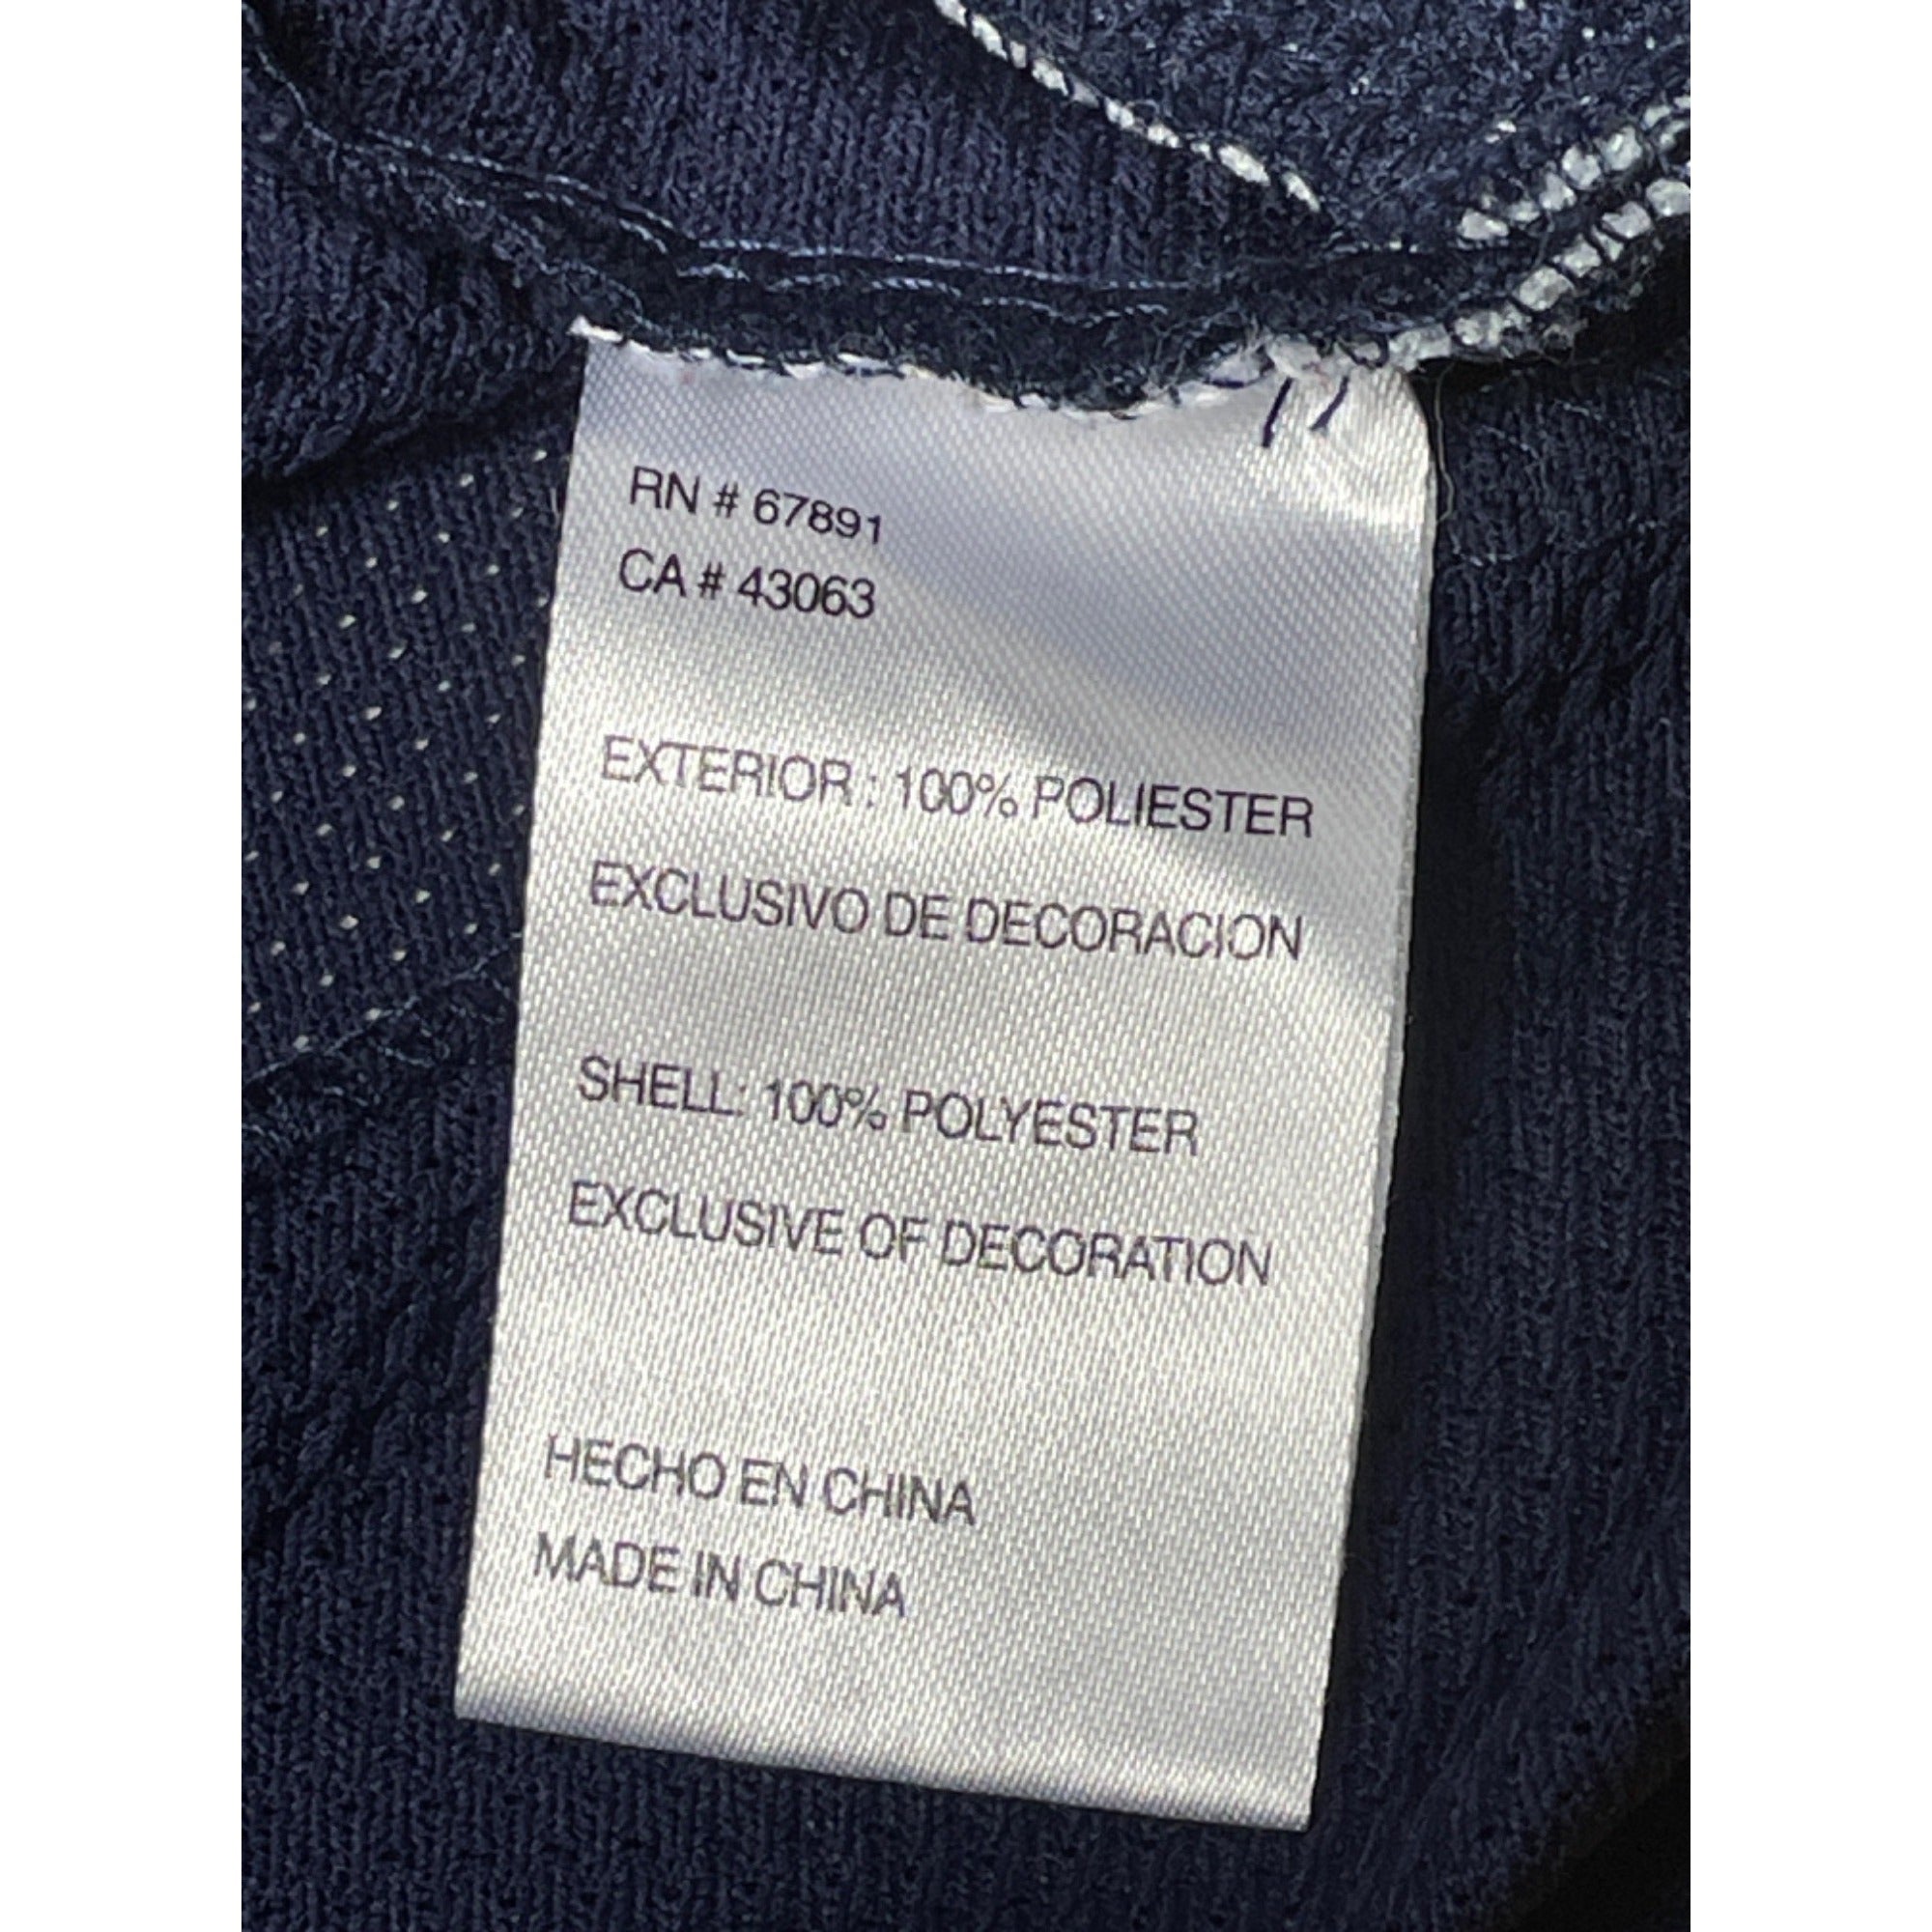 RN # 67891
CA # 43063
EXTERIOR : 100% POLIESTER
EXCLUSIVO DE DECORACION
SHELL: 100% POLYESTER
EXCLUSIVE OF DECORATION
HECHO EN CHINA
MADE IN CHINA